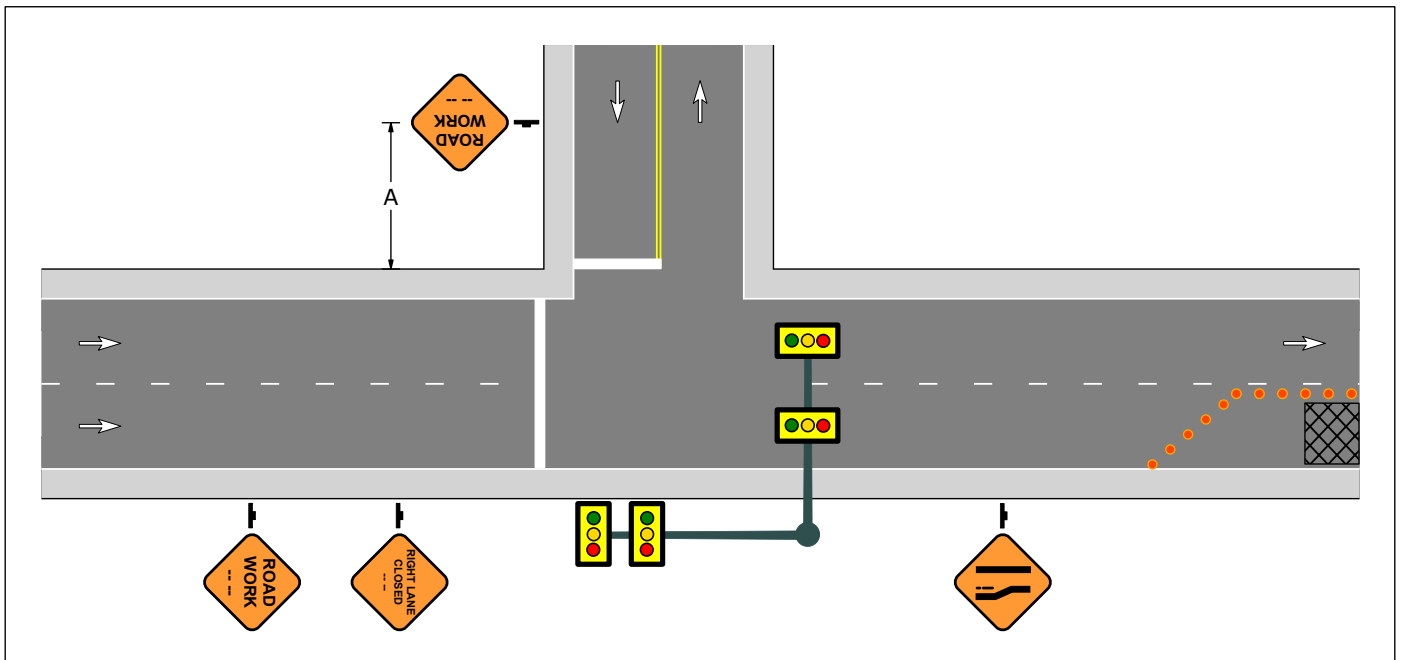 ROAD
WORK
-- --
A
ROAD
WORK
-- --
RIGHT LANE
CLOSED
-- --